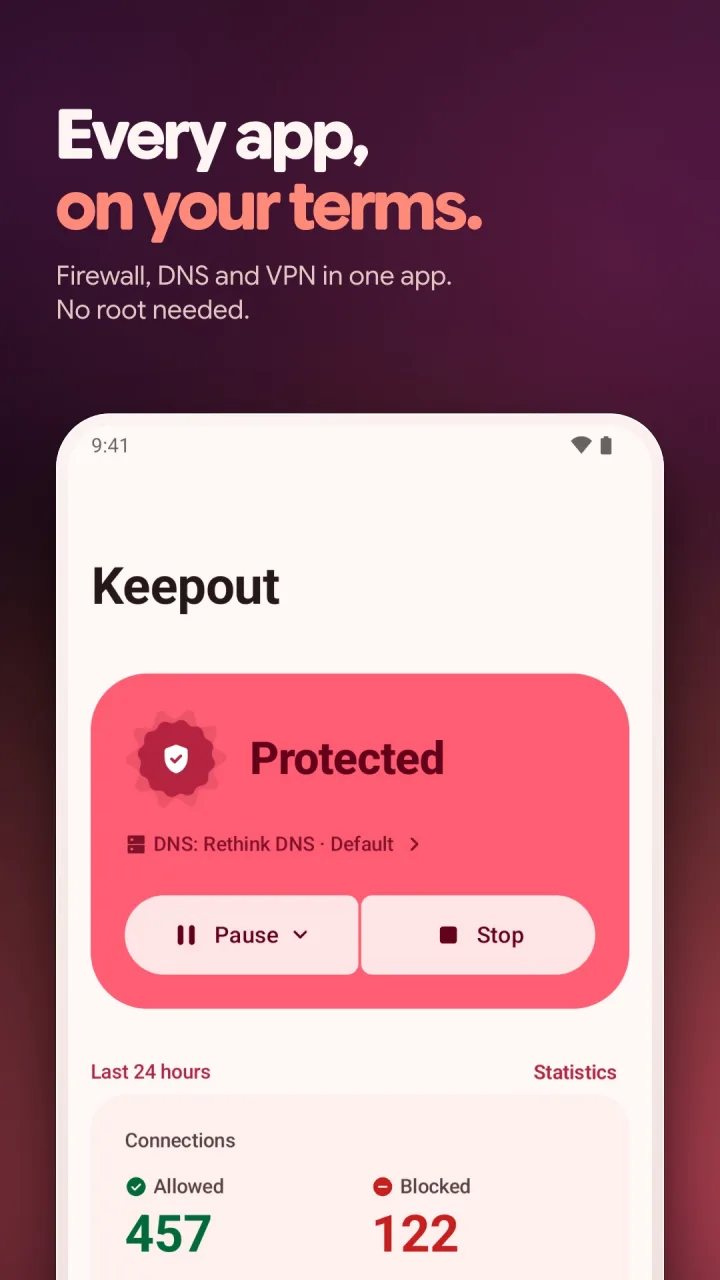 Every app,
on your terms.
Firewall, DNS and VPN in one app.
No root needed.
9:41
Keepout
Protected
DNS: Rethink DNS · Default
Pause
Stop
Last 24 hours
Statistics
Connections
Allowed
Blocked
457
122